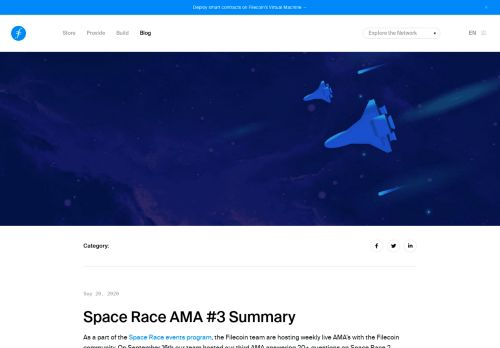 Deploy smart contracts on Filecoin's Virtual Machine →
Store Provide Build Blog Explore the Network EN
Category:
Sep 20, 2020
Space Race AMA #3 Summary
As a part of the Space Race events program, the Filecoin team are hosting weekly live AMA's with the Filecoin
community. On September 16th our team hosted our third AMA answering 20+ questions on Space Race 2,